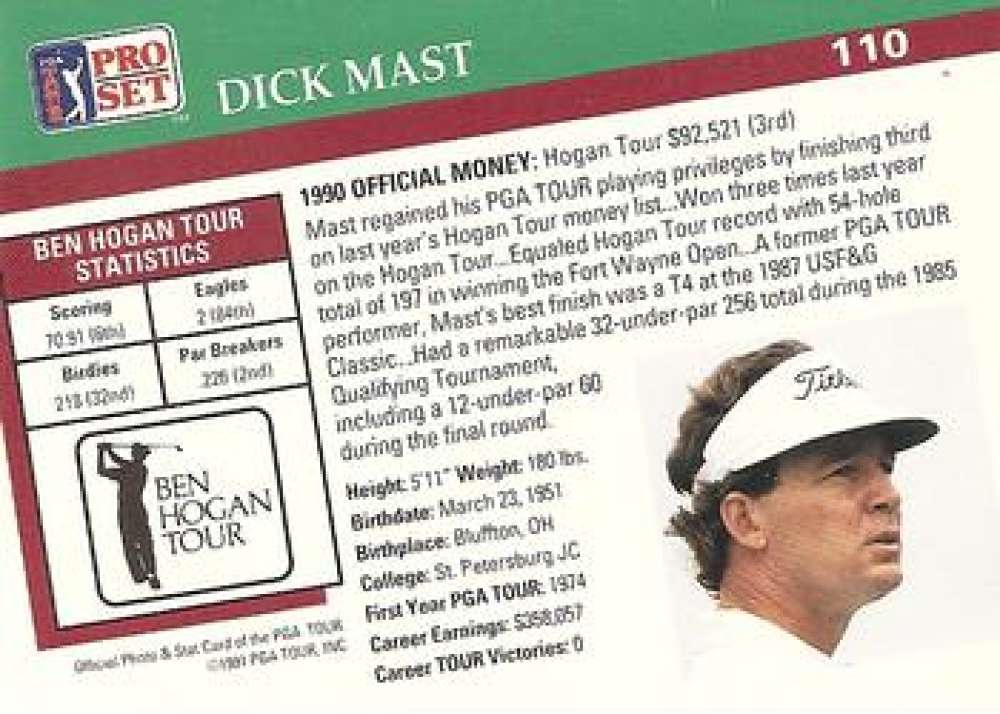 PGA TOUR
PRO
SET
DICK MAST
110
1990 OFFICIAL MONEY: Hogan Tour $92,521 (3rd)
Mast regained his PGA TOUR playing privileges by finishing third
on last year's Hogan Tour money list...Won three times last year
on the Hogan Tour...Equaled Hogan Tour record with 54-hole
total of 197 in winning the Fort Wayne Open...A former PGA TOUR
performer, Mast's best finish was a T4 at the 1987 USF&G
Classic...Had a remarkable 32-under-par 256 total during the 1985
Qualifying Tournament,
including a 12-under-par 60
during the final round.
Height: 5'11" Weight: 180 lbs.
Birthdate: March 23, 1951
Birthplace: Bluffton, OH
College: St. Petersburg JC
First Year PGA TOUR: 1974
Career Earnings: $358,057
Career TOUR Victories: 0
BEN HOGAN TOUR
STATISTICS
Scoring
70.91 (6th)
Eagles
2 (84th)
Birdies
218 (32nd)
Par Breakers
.226 (2nd)
BEN
HOGAN
TOUR
Official Photo & Stat Card of the PGA TOUR
©1991 PGA TOUR, INC
Titl